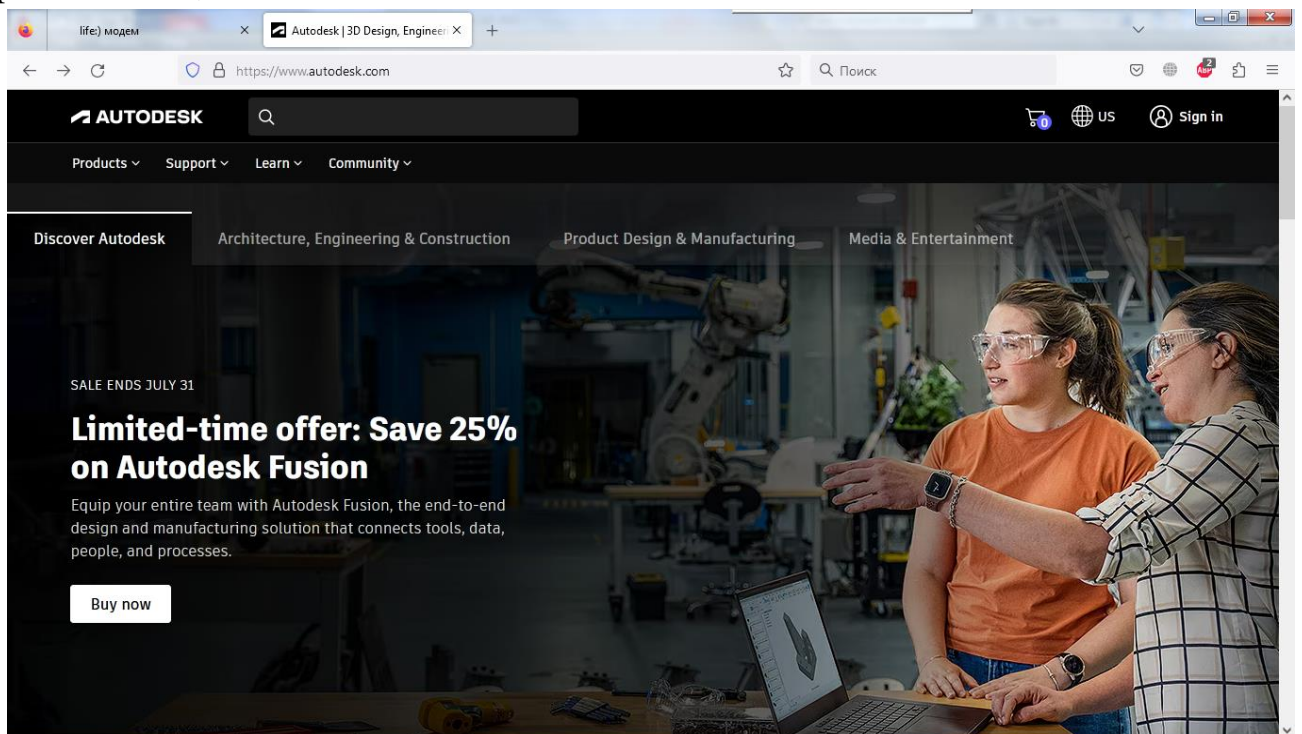 life:) модем
Autodesk | 3D Design, Engineer
https://www.autodesk.com
Поиск
ABP 2
AUTODESK
0
US
Sign in
Products
Support
Learn
Community
Discover Autodesk
Architecture, Engineering & Construction
Product Design & Manufacturing
Media & Entertainment
SALE ENDS JULY 31
Limited-time offer: Save 25%
on Autodesk Fusion
Equip your entire team with Autodesk Fusion, the end-to-end
design and manufacturing solution that connects tools, data,
people, and processes.
Buy now